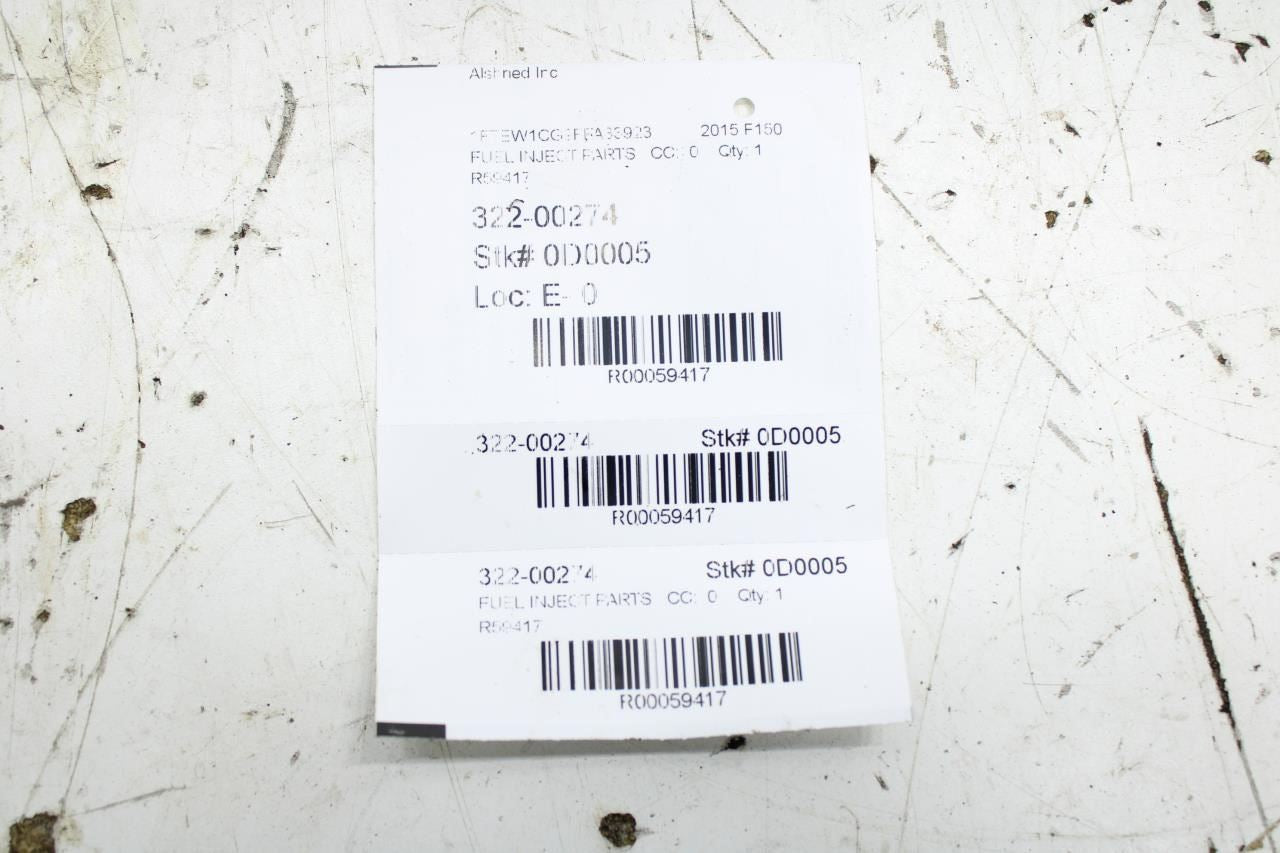 Inc
2015 F150
FUEL INJECT PARTS CC: 0 Qty: 1
R59417
322-00274
Stk# 0D0005
Loc: E- 0
R00059417
322-00274 Stk# 0D0005
R00059417
322-00274 Stk# 0D0005
FUEL INJECT PARTS CC: 0 Qty: 1
R59417
R00059417